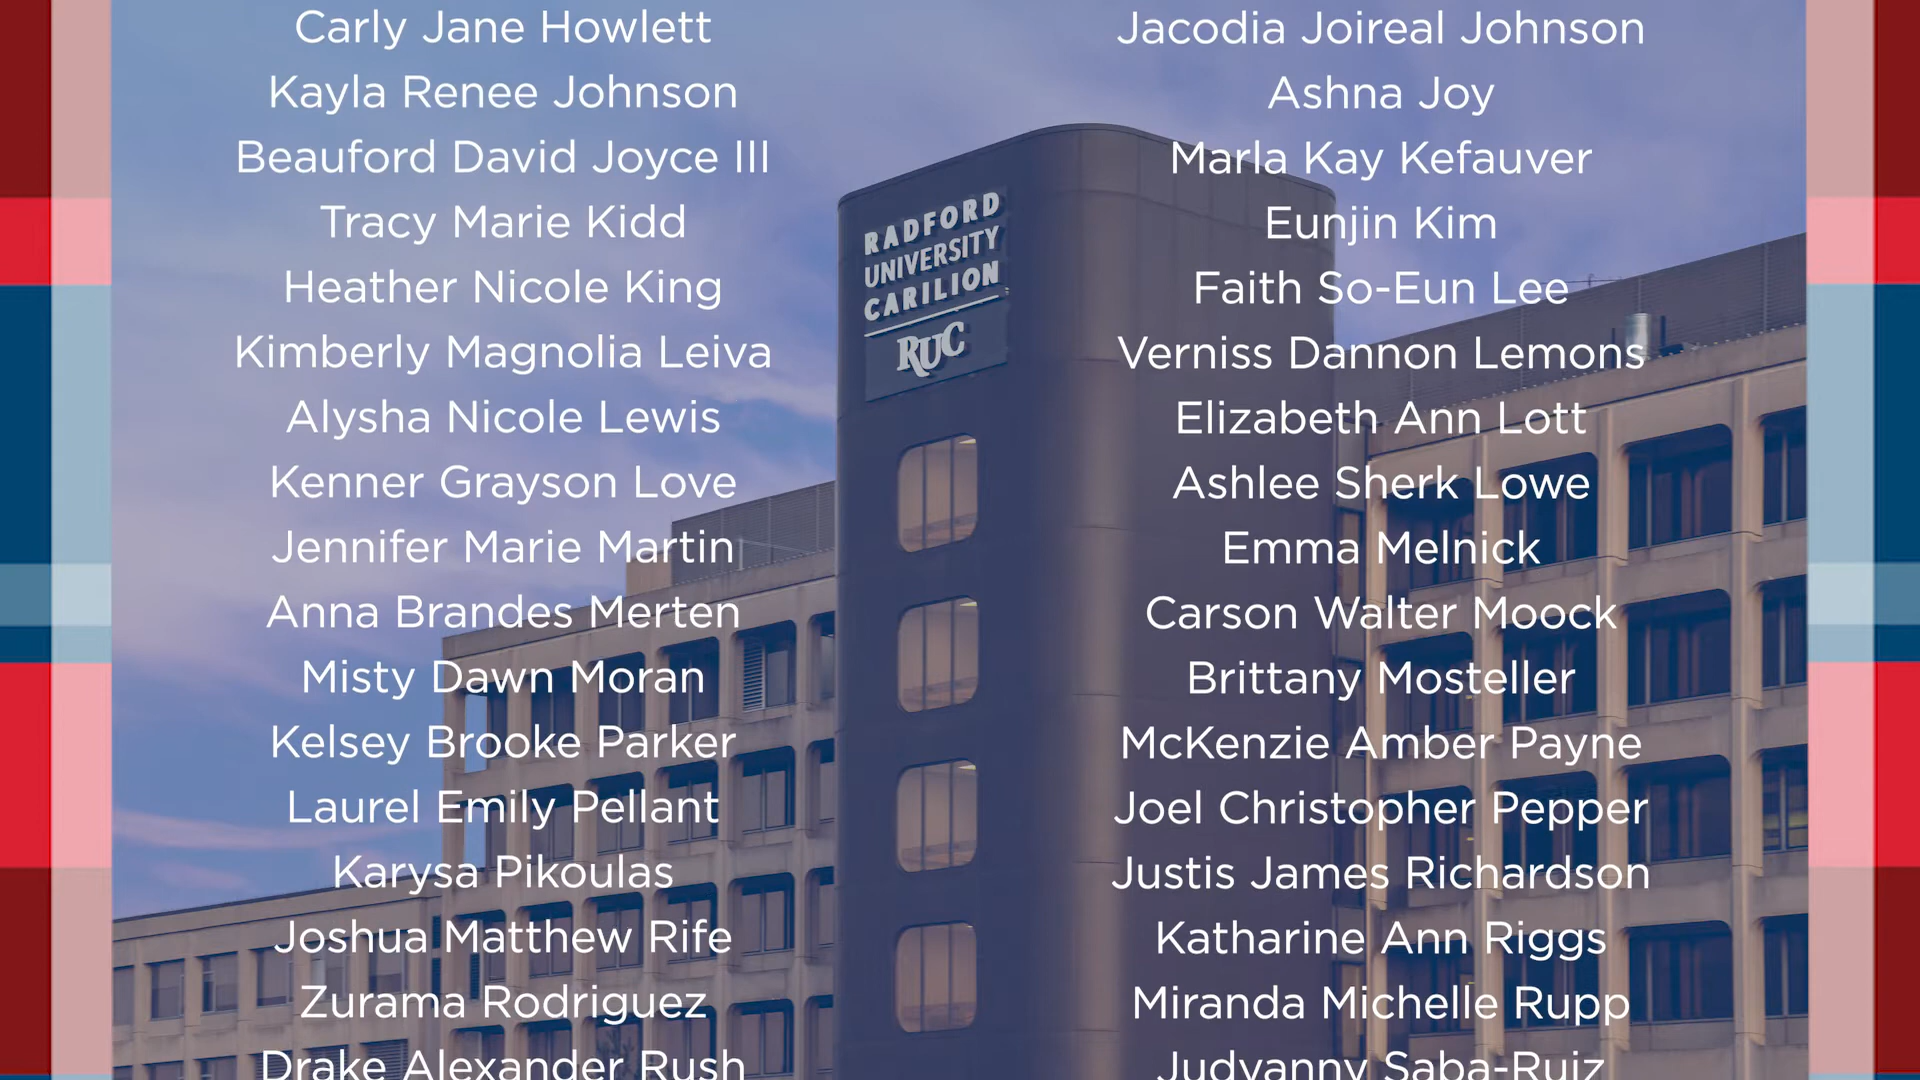 Carly Jane Howlett
Kayla Renee Johnson
Beauford David Joyce III
Tracy Marie Kidd
Heather Nicole King
Kimberly Magnolia Leiva
Alysha Nicole Lewis
Kenner Grayson Love
Jennifer Marie Martin
Anna Brandes Merten
Misty Dawn Moran
Kelsey Brooke Parker
Laurel Emily Pellant
Karysa Pikoulas
Joshua Matthew Rife
Zurama Rodriguez
Drake Alexander Rush
RADFORD
UNIVERSITY
CARILION
RUC
Jacodia Joireal Johnson
Ashna Joy
Marla Kay Kefauver
Eunjin Kim
Faith So-Eun Lee
Verniss Dannon Lemons
Elizabeth Ann Lott
Ashlee Sherk Lowe
Emma Melnick
Carson Walter Moock
Brittany Mosteller
McKenzie Amber Payne
Joel Christopher Pepper
Justis James Richardson
Katharine Ann Riggs
Miranda Michelle Rupp
Judyanny Saba-Ruiz